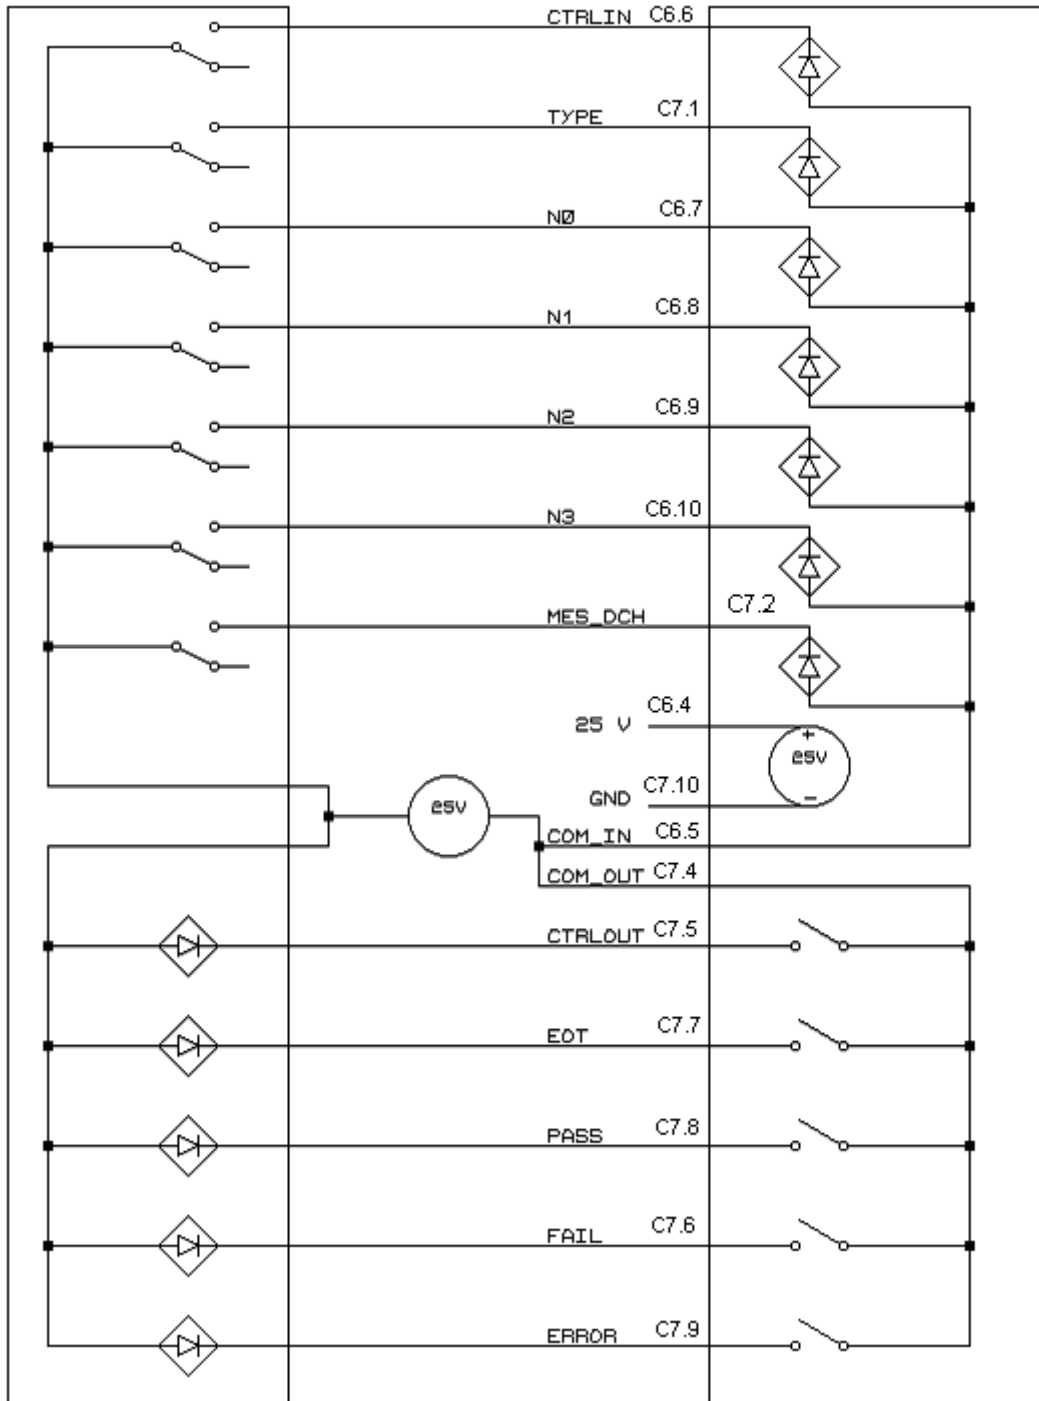 CTRLIN C6.6
TYPE C7.1
NØ C6.7
N1 C6.8
N2 C6.9
N3 C6.10
MES_DCH C7.2
25 V C6.4
+
25V
-
GND C7.10
25V
COM_IN C6.5
COM_OUT C7.4
CTRLOUT C7.5
EOT C7.7
PASS C7.8
FAIL C7.6
ERROR C7.9